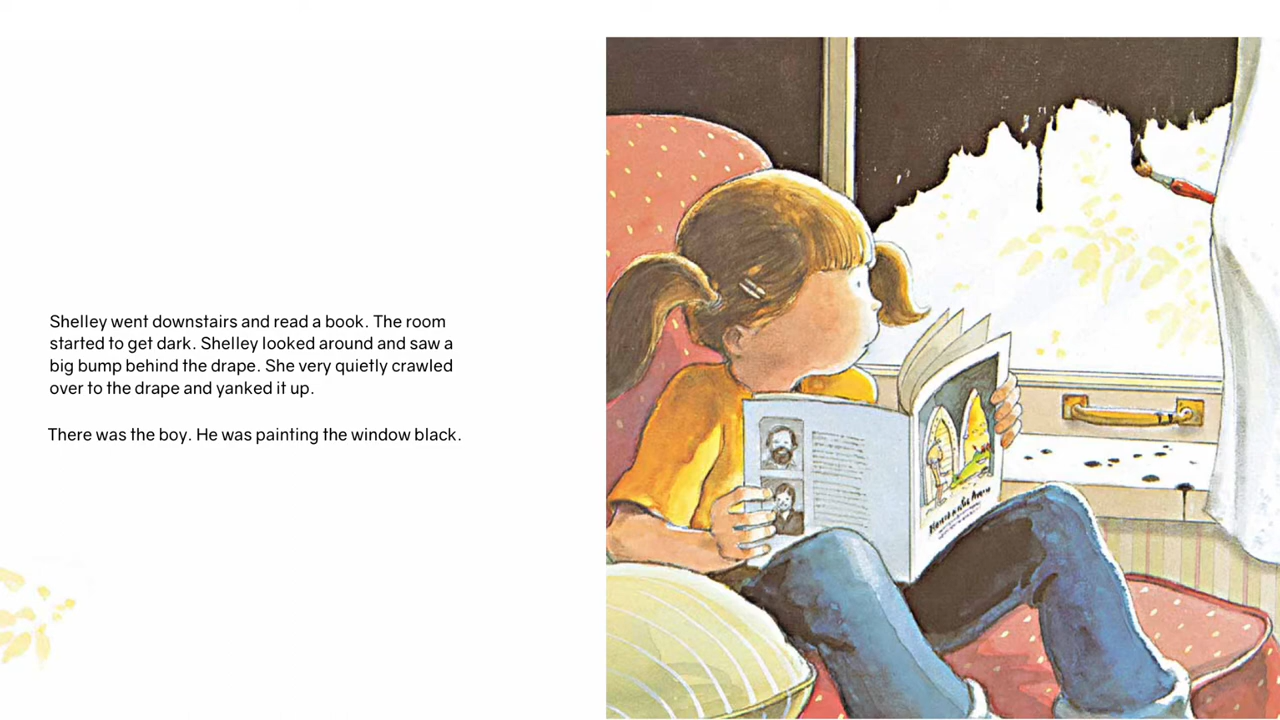 Shelley went downstairs and read a book. The room
started to get dark. Shelley looked around and saw a
big bump behind the drape. She very quietly crawled
over to the drape and yanked it up.
There was the boy. He was painting the window black.